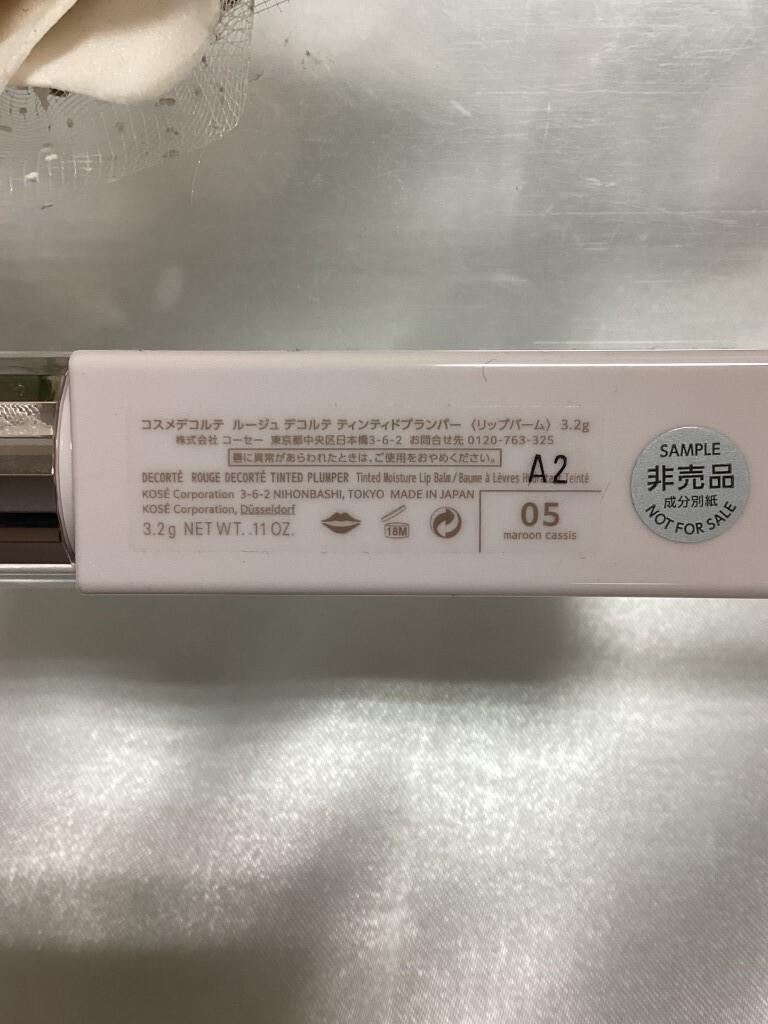 コスメデコルテ ルージュ デコルテ ティンティドプランパー 〈リップバーム〉 3.2g
株式会社 コーセー 東京都中央区日本橋3-6-2 お問合せ先 0120-763-325
唇に異常があらわれたときは、ご使用をおやめください。
DECORTÉ ROUGE DECORTÉ TINTED PLUMPER Tinted Moisture Lip Balm / Baume à Lèvres Teinté
A2
KOSÉ Corporation 3-6-2 NIHONBASHI, TOKYO MADE IN JAPAN
KOSÉ Corporation, Düsseldorf
3.2g NET WT. .11 OZ.
18M
05
maroon cassis
SAMPLE
非売品
成分別紙
NOT FOR SALE